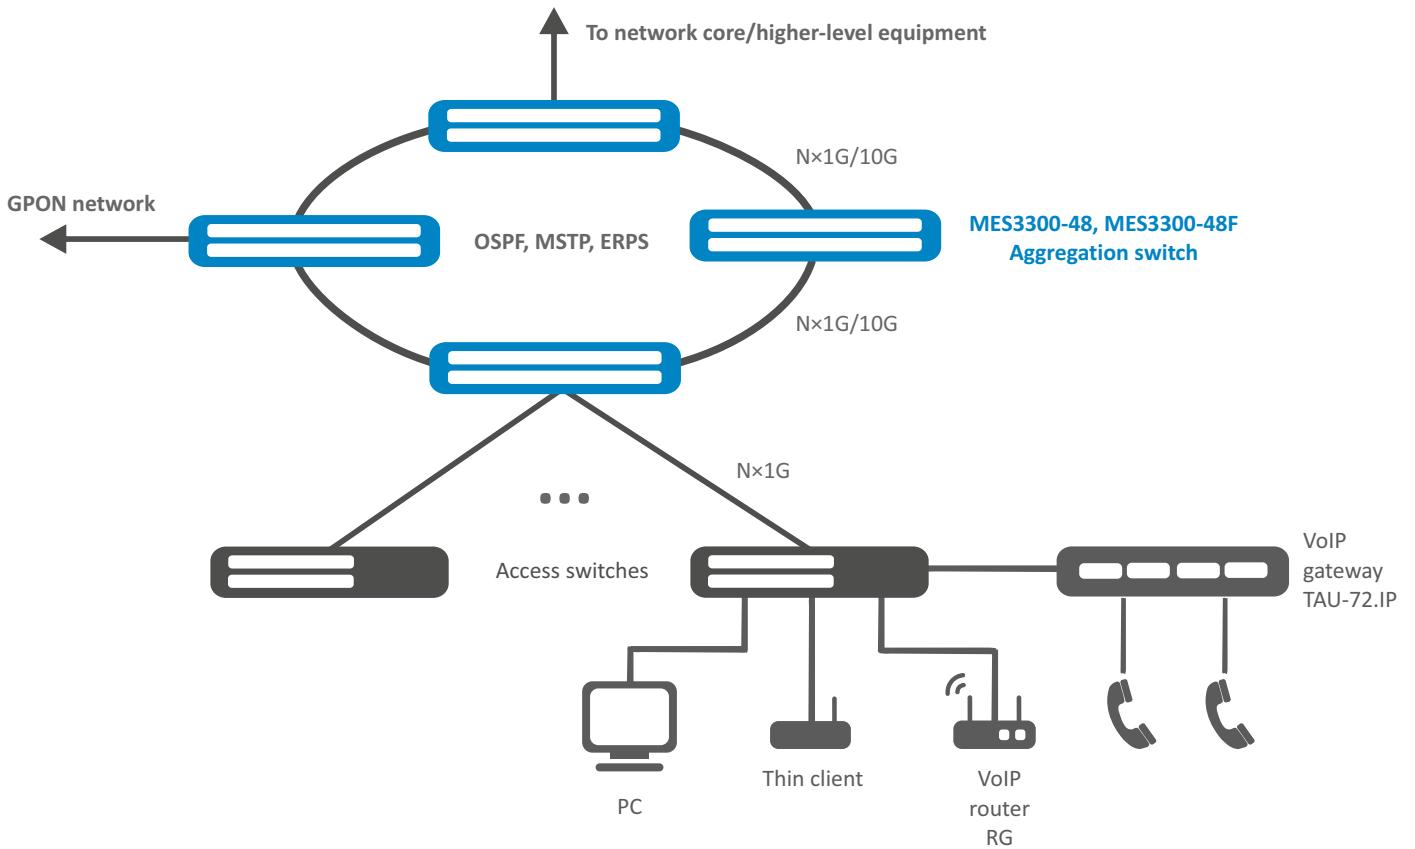 To network core/higher-level equipment
N×1G/10G
GPON network
OSPF, MSTP, ERPS
MES3300-48, MES3300-48F
Aggregation switch
N×1G/10G
N×1G
Access switches
VoIP
gateway
TAU-72.IP
PC
Thin client
VoIP
router
RG